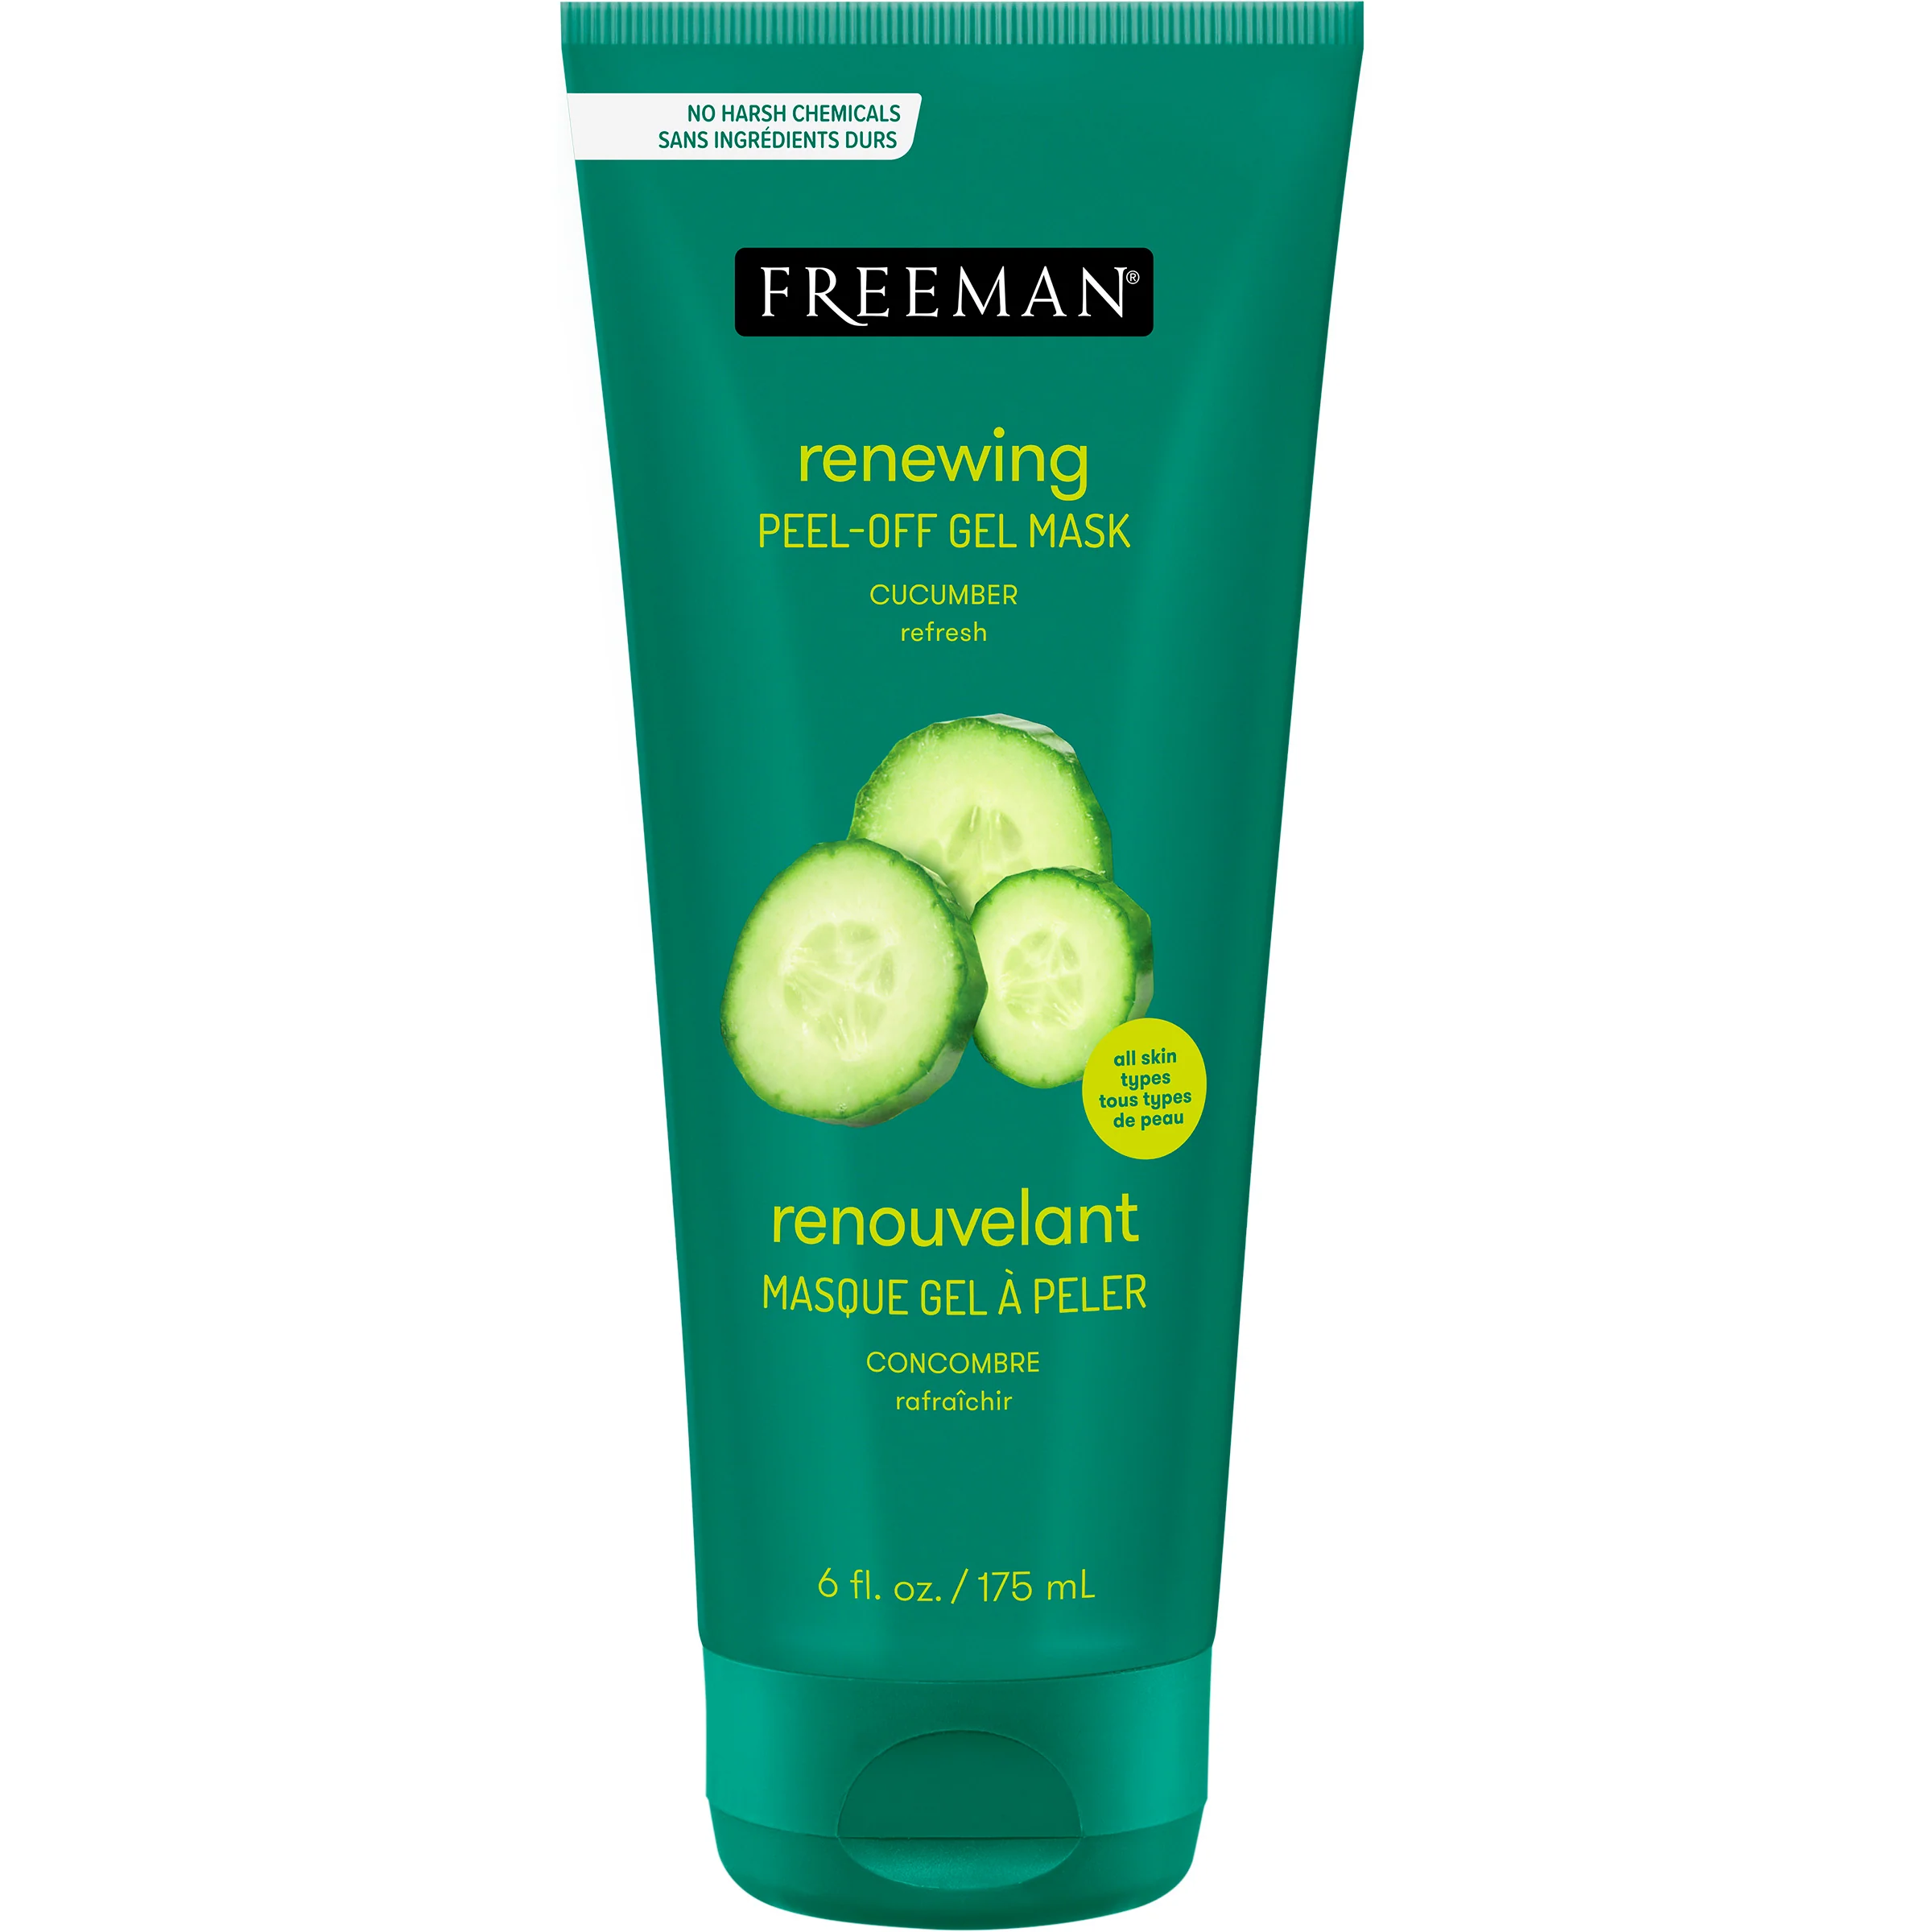 NO HARSH CHEMICALS
SANS INGRÉDIENTS DURS
FREEMAN®
renewing
PEEL-OFF GEL MASK
CUCUMBER
refresh
all skin
types
tous types
de peau
renouvelant
MASQUE GEL À PELER
CONCOMBRE
rafraîchir
6 fl. oz. / 175 mL